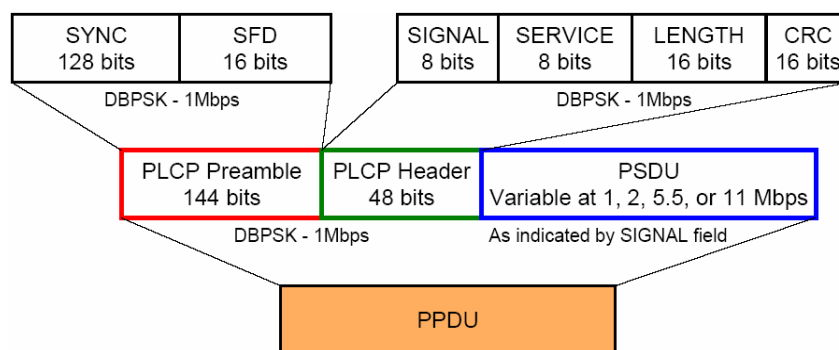 SYNC
128 bits
SFD
16 bits
SIGNAL
8 bits
SERVICE
8 bits
LENGTH
16 bits
CRC
16 bits
DBPSK - 1Mbps
DBPSK - 1Mbps
PLCP Preamble
144 bits
PLCP Header
48 bits
PSDU
Variable at 1, 2, 5.5, or 11 Mbps
DBPSK - 1Mbps
As indicated by SIGNAL field
PPDU